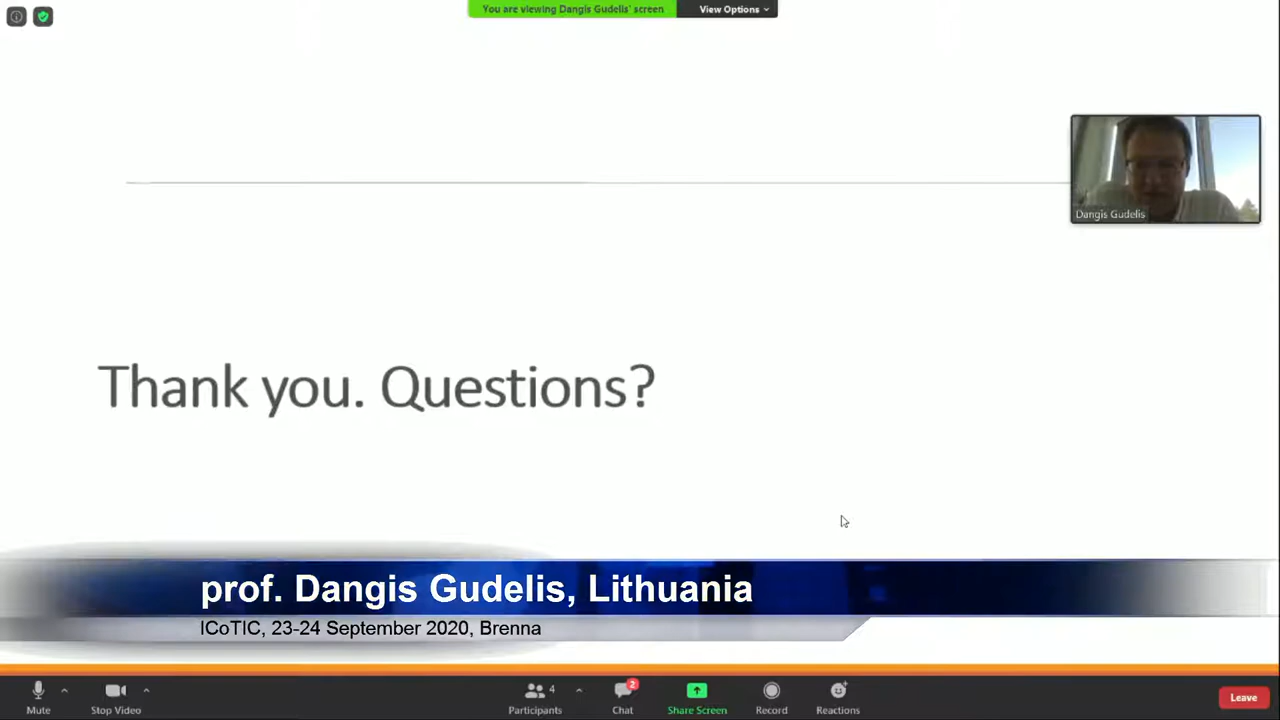 You are viewing Dangis Gudelis' screen
View Options
Dangis Gudelis
Thank you. Questions?
prof. Dangis Gudelis, Lithuania
ICoTIC, 23-24 September 2020, Brenna
Mute
Stop Video
4
Participants
2
Chat
Share Screen
Record
Reactions
Leave